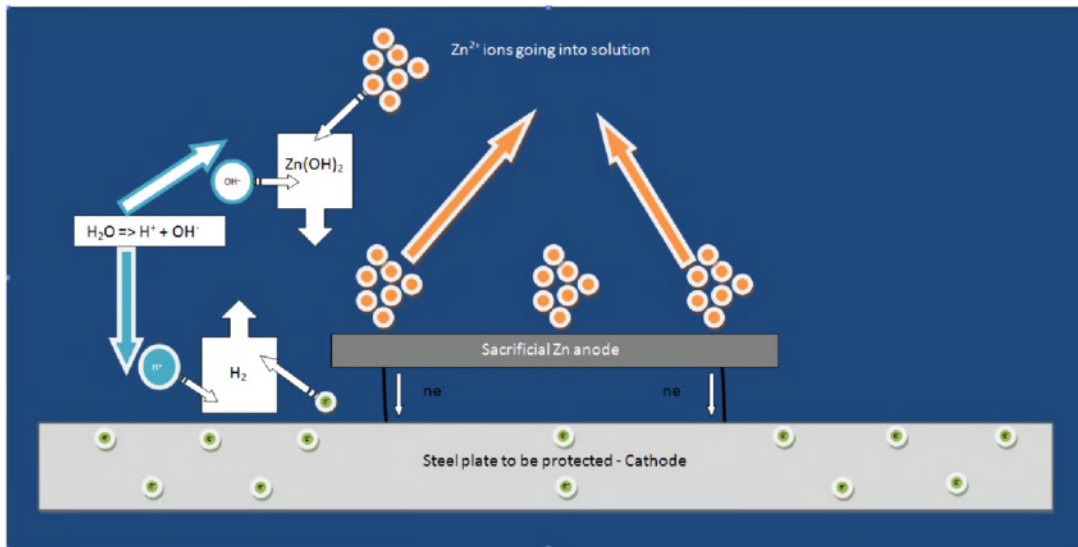 Zn²⁺ ions going into solution
Zn(OH)₂
OH⁻
H₂O => H⁺ + OH⁻
Sacrificial Zn anode
H⁺
H₂
ne⁻
ne⁻
e⁻
Steel plate to be protected - Cathode
e⁻
e⁻
e⁻
e⁻
e⁻
e⁻
e⁻
e⁻
e⁻
e⁻
e⁻
e⁻